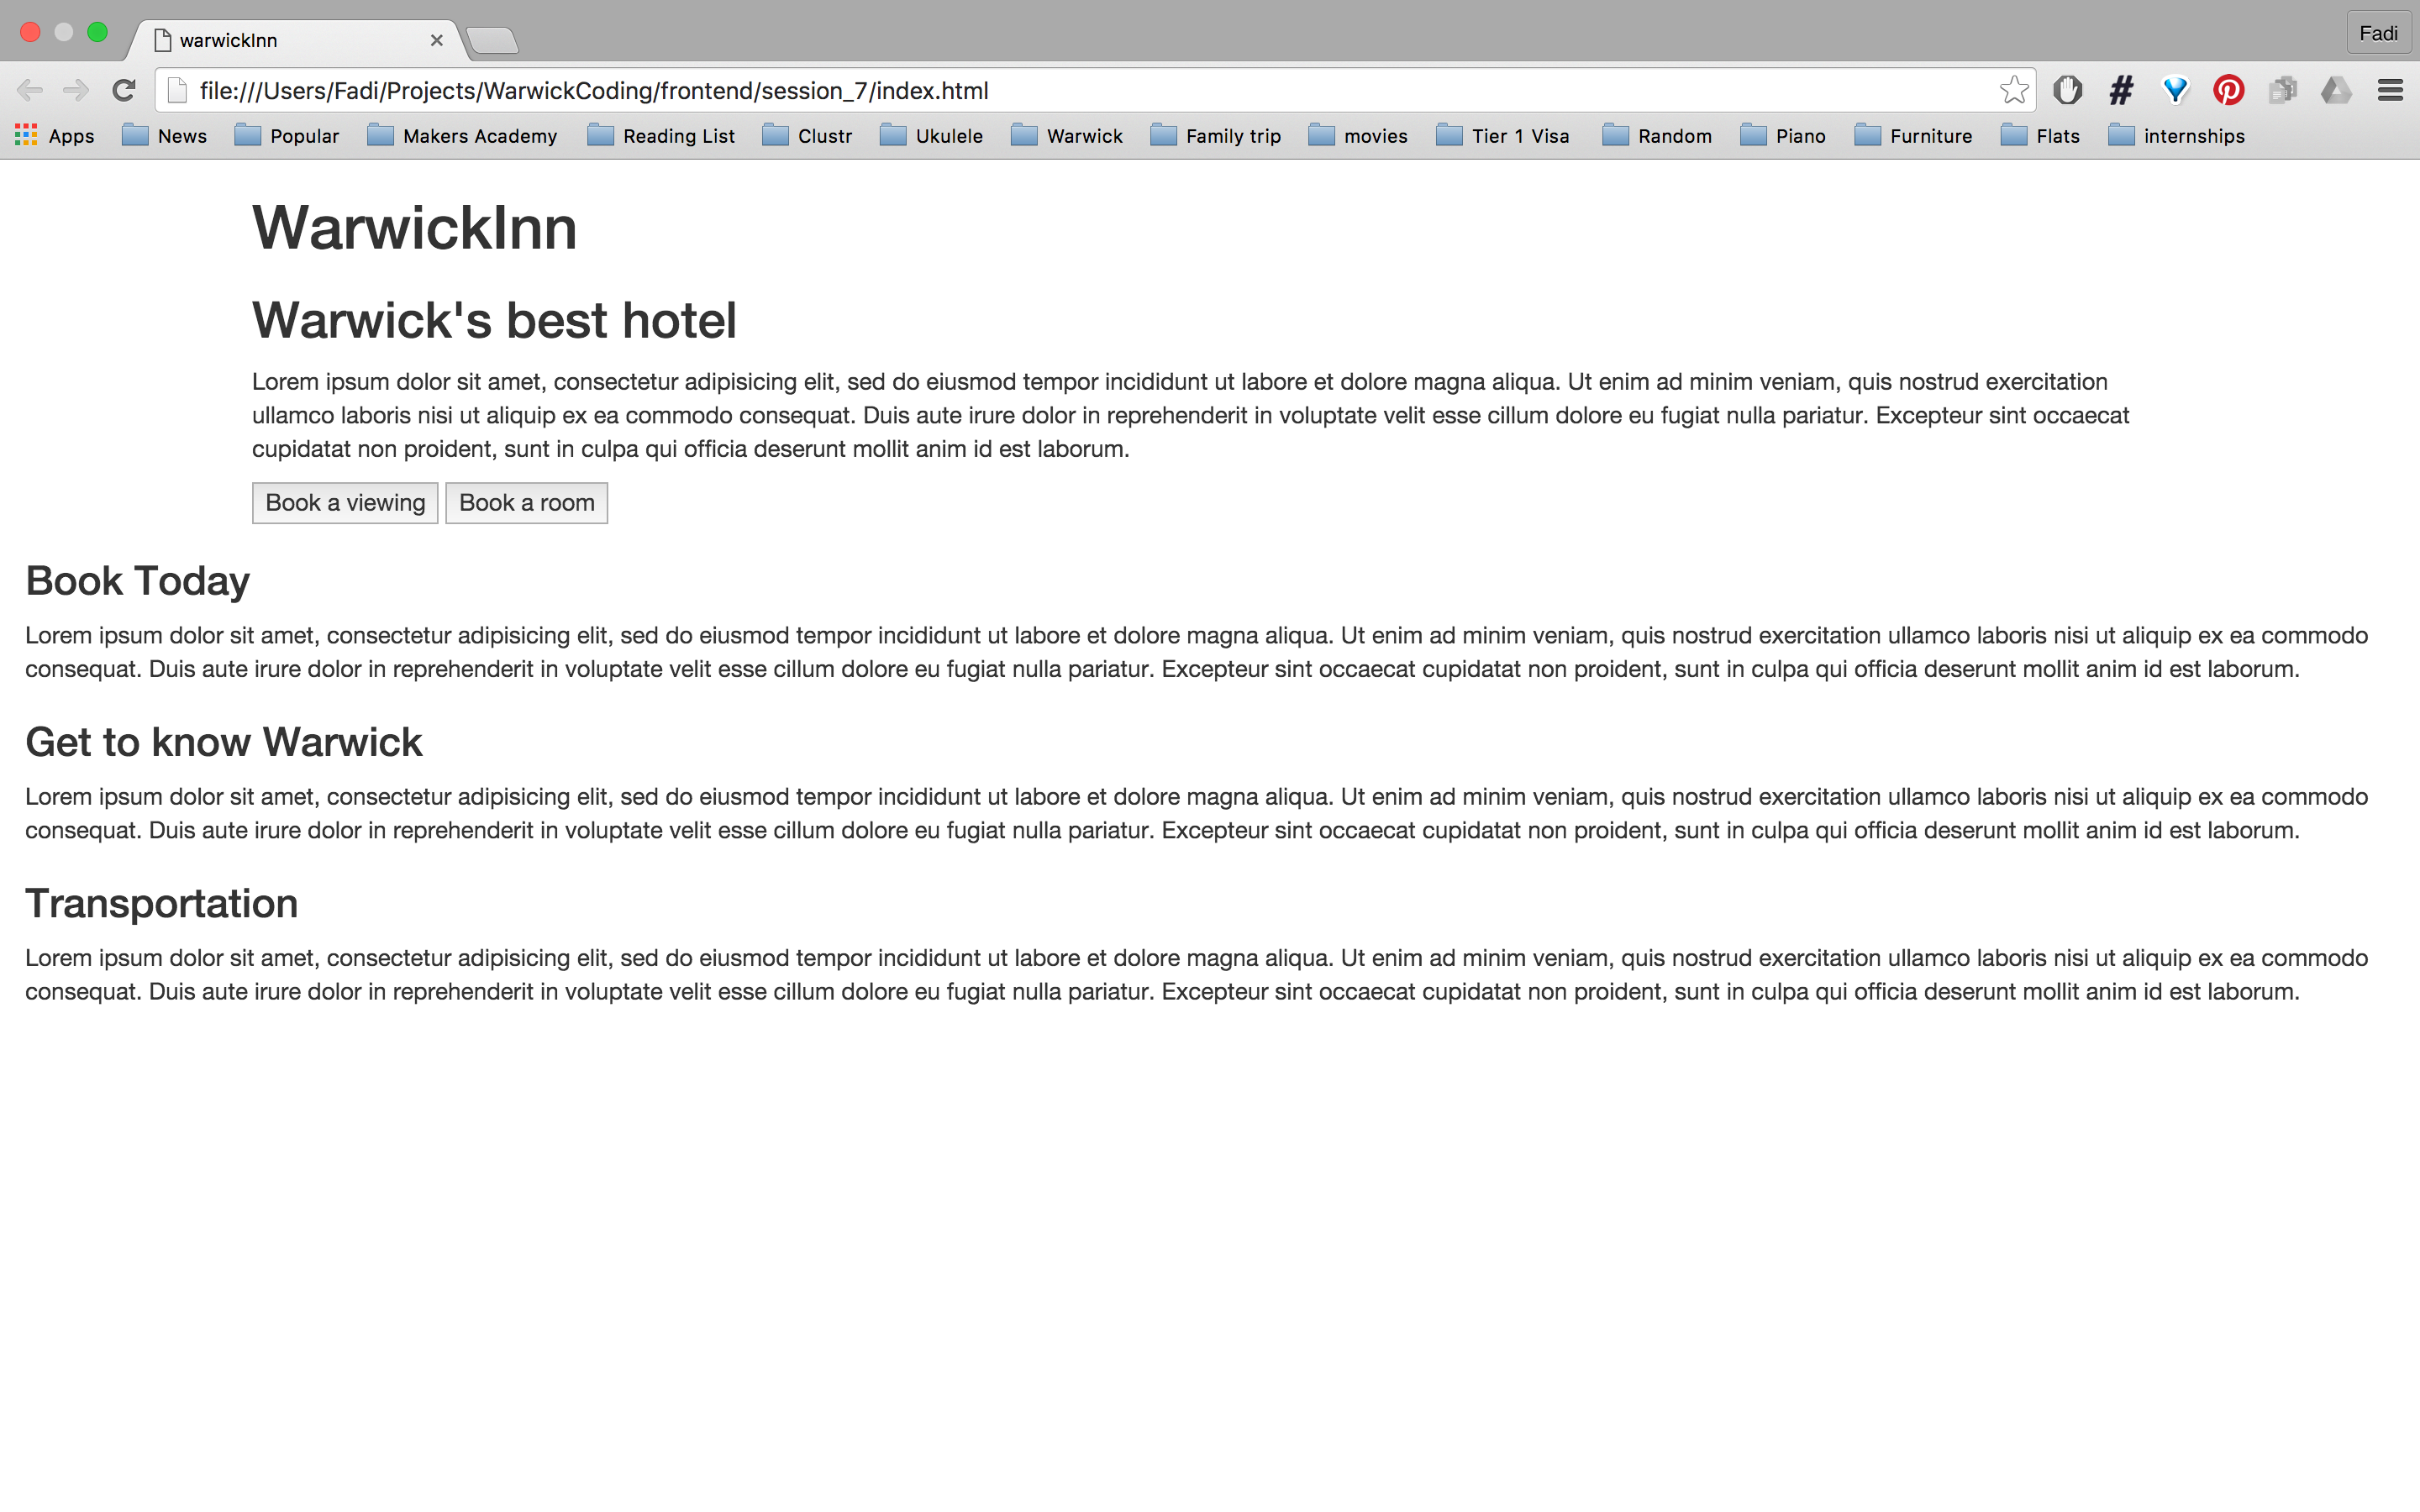 warwickInn
Fadi
file:///Users/Fadi/Projects/WarwickCoding/frontend/session_7/index.html
Apps News Popular Makers Academy Reading List Clustr Ukulele Warwick Family trip movies Tier 1 Visa Random Piano Furniture Flats internships
WarwickInn
Warwick's best hotel
Lorem ipsum dolor sit amet, consectetur adipisicing elit, sed do eiusmod tempor incididunt ut labore et dolore magna aliqua. Ut enim ad minim veniam, quis nostrud exercitation
ullamco laboris nisi ut aliquip ex ea commodo consequat. Duis aute irure dolor in reprehenderit in voluptate velit esse cillum dolore eu fugiat nulla pariatur. Excepteur sint occaecat
cupidatat non proident, sunt in culpa qui officia deserunt mollit anim id est laborum.
Book a viewing Book a room
Book Today
Lorem ipsum dolor sit amet, consectetur adipisicing elit, sed do eiusmod tempor incididunt ut labore et dolore magna aliqua. Ut enim ad minim veniam, quis nostrud exercitation ullamco laboris nisi ut aliquip ex ea commodo
consequat. Duis aute irure dolor in reprehenderit in voluptate velit esse cillum dolore eu fugiat nulla pariatur. Excepteur sint occaecat cupidatat non proident, sunt in culpa qui officia deserunt mollit anim id est laborum.
Get to know Warwick
Lorem ipsum dolor sit amet, consectetur adipisicing elit, sed do eiusmod tempor incididunt ut labore et dolore magna aliqua. Ut enim ad minim veniam, quis nostrud exercitation ullamco laboris nisi ut aliquip ex ea commodo
consequat. Duis aute irure dolor in reprehenderit in voluptate velit esse cillum dolore eu fugiat nulla pariatur. Excepteur sint occaecat cupidatat non proident, sunt in culpa qui officia deserunt mollit anim id est laborum.
Transportation
Lorem ipsum dolor sit amet, consectetur adipisicing elit, sed do eiusmod tempor incididunt ut labore et dolore magna aliqua. Ut enim ad minim veniam, quis nostrud exercitation ullamco laboris nisi ut aliquip ex ea commodo
consequat. Duis aute irure dolor in reprehenderit in voluptate velit esse cillum dolore eu fugiat nulla pariatur. Excepteur sint occaecat cupidatat non proident, sunt in culpa qui officia deserunt mollit anim id est laborum.